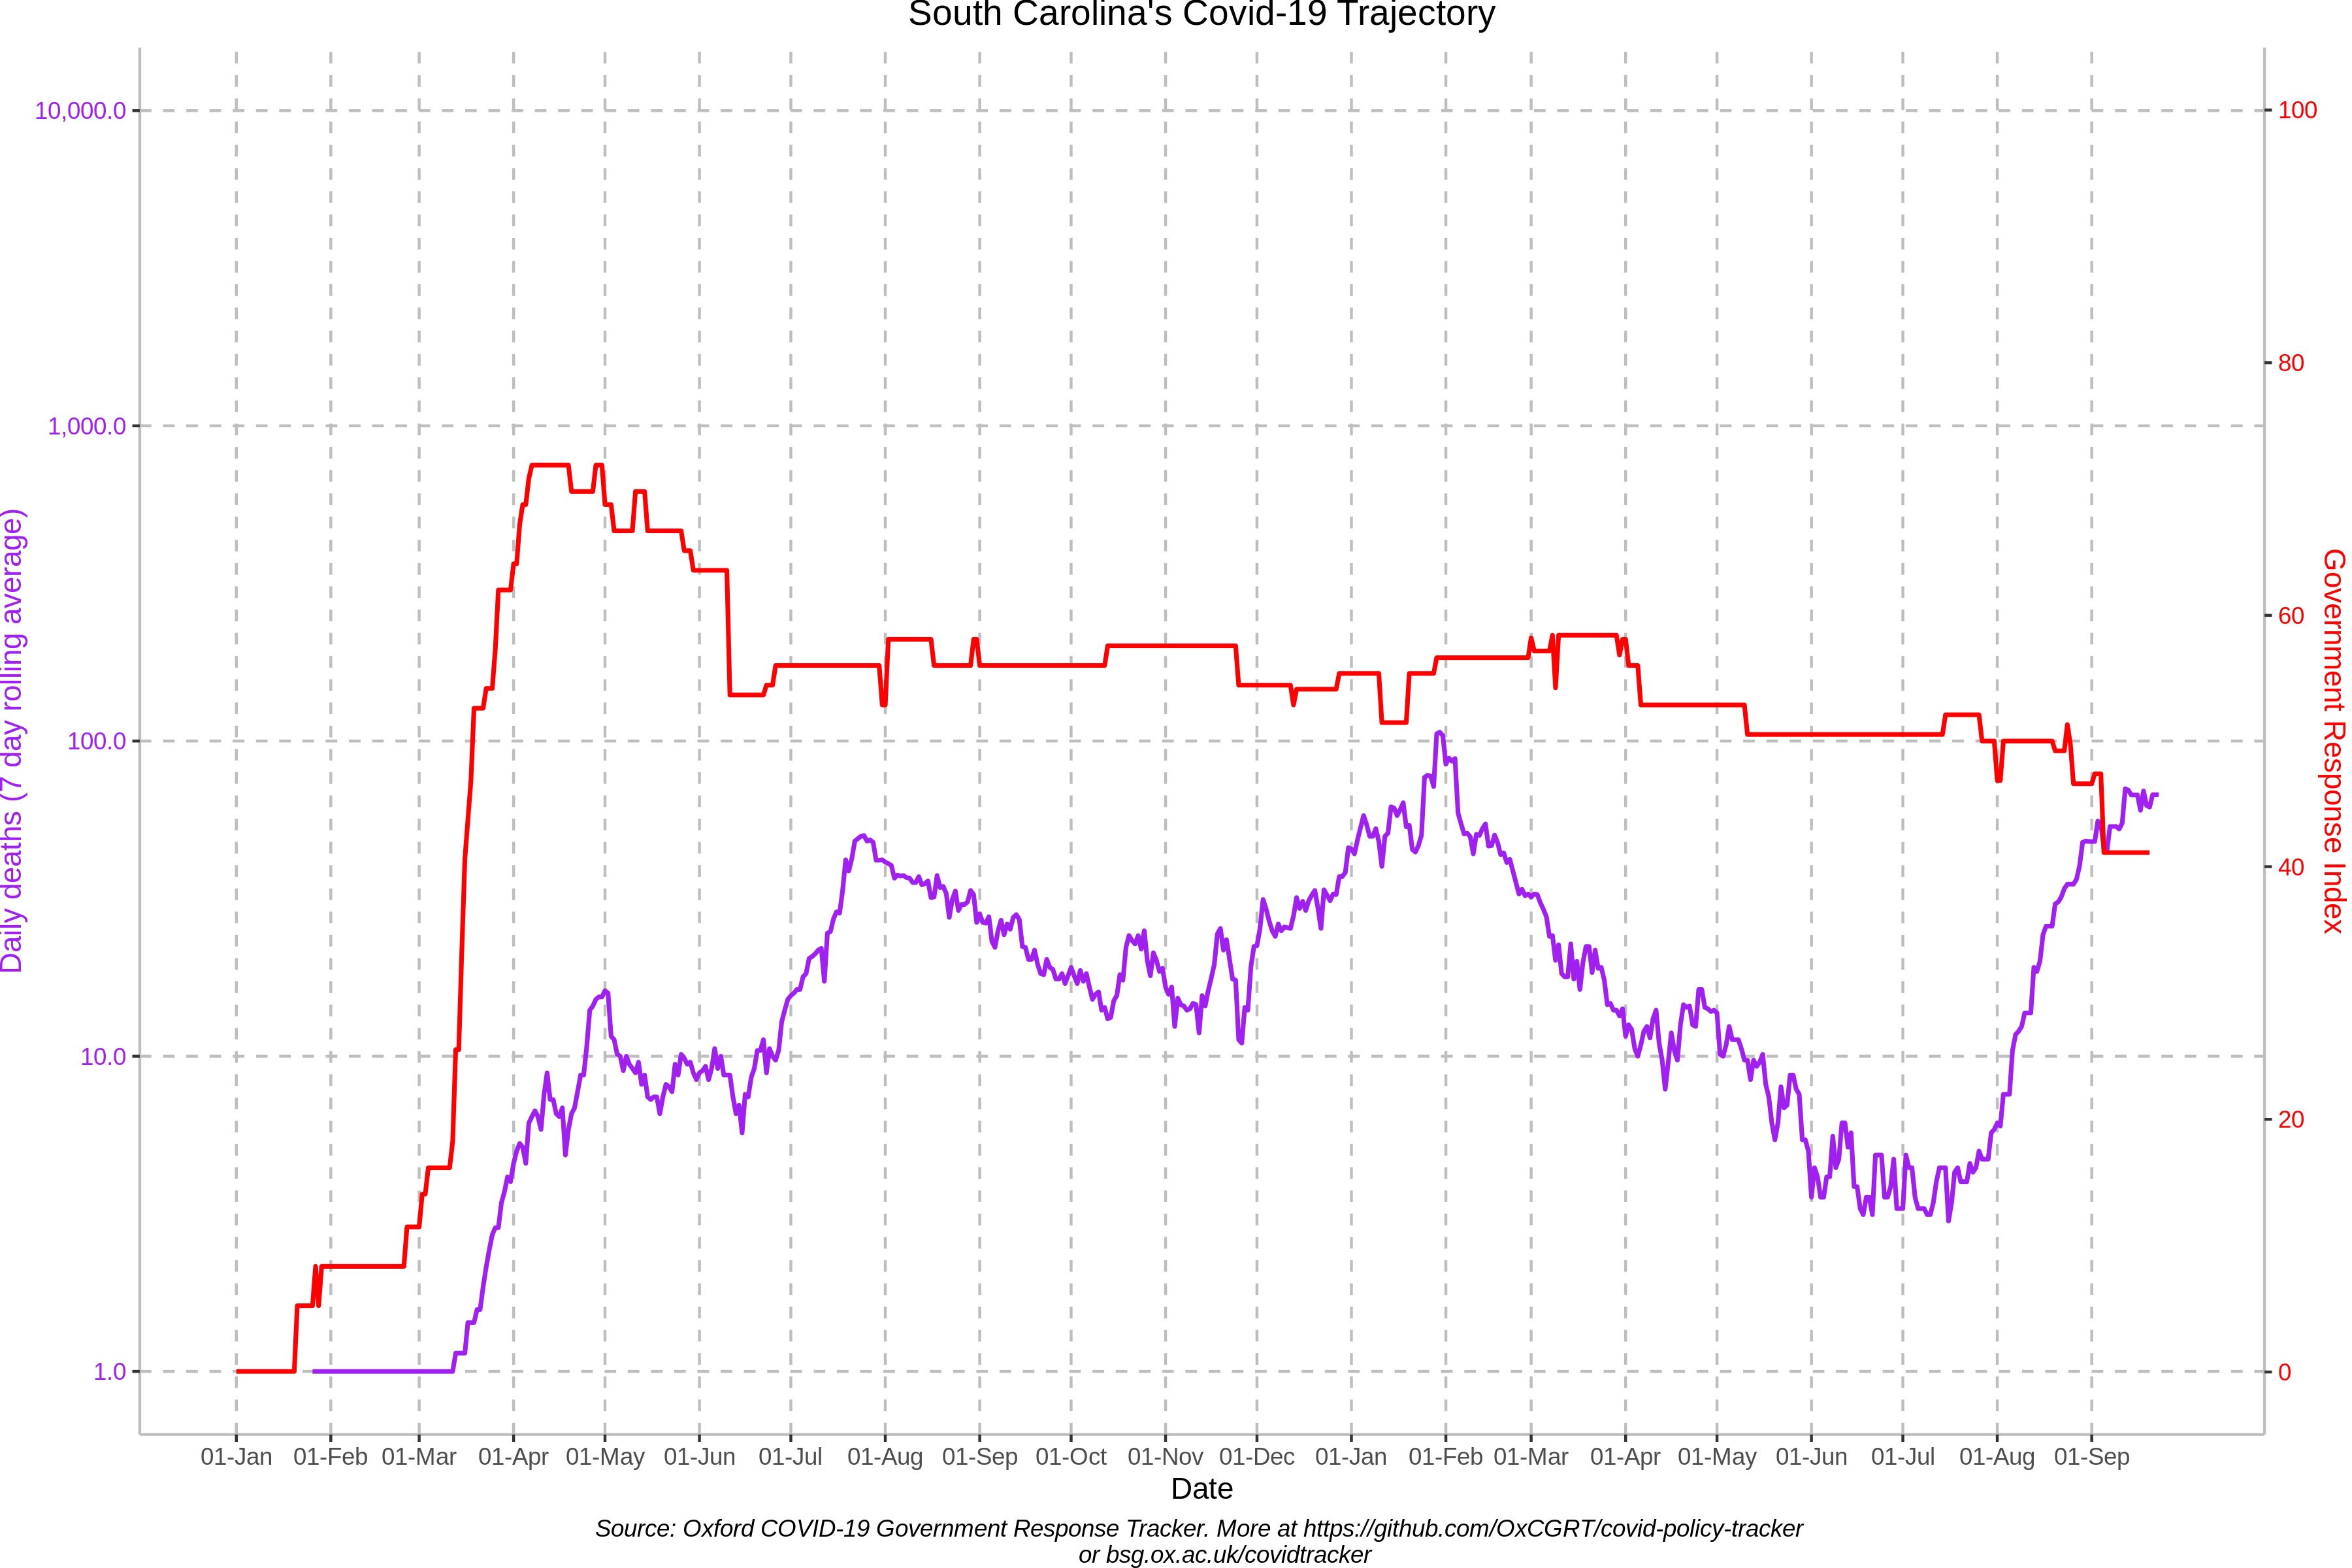 South Carolina's Covid-19 Trajectory
10,000.0
1,000.0
100.0
10.0
1.0
Daily deaths (7 day rolling average)
100
80
60
40
20
0
Government Response Index
01-Jan 01-Feb 01-Mar 01-Apr 01-May 01-Jun 01-Jul 01-Aug 01-Sep 01-Oct 01-Nov 01-Dec 01-Jan 01-Feb 01-Mar 01-Apr 01-May 01-Jun 01-Jul 01-Aug 01-Sep
Date
Source: Oxford COVID-19 Government Response Tracker. More at https://github.com/OxCGRT/covid-policy-tracker
or bsg.ox.ac.uk/covidtracker